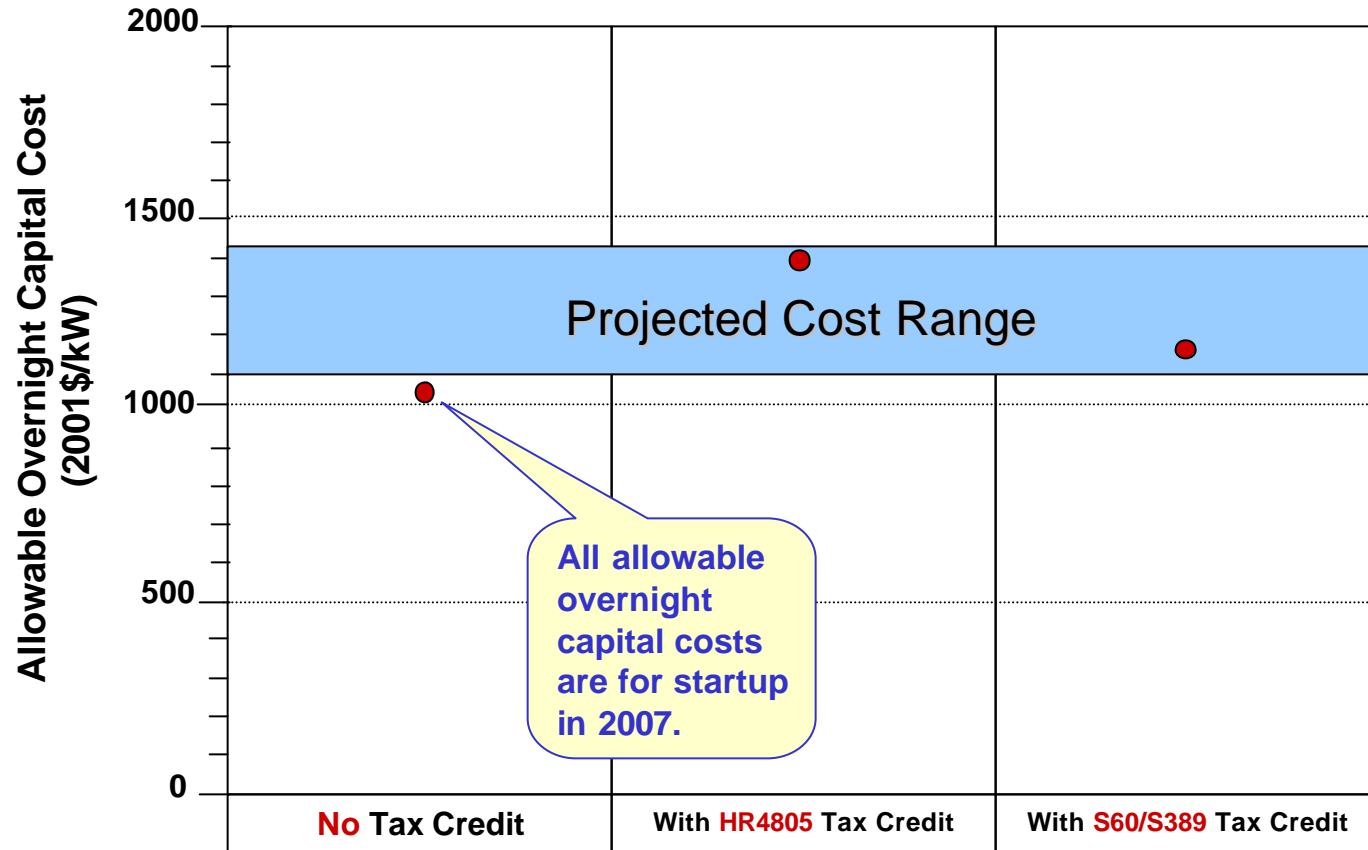 Allowable Overnight Capital Cost
(2001$/kW)
2000
1500
1000
500
0
Projected Cost Range
All allowable
overnight
capital costs
are for startup
in 2007.
No Tax Credit
With HR4805 Tax Credit
With S60/S389 Tax Credit